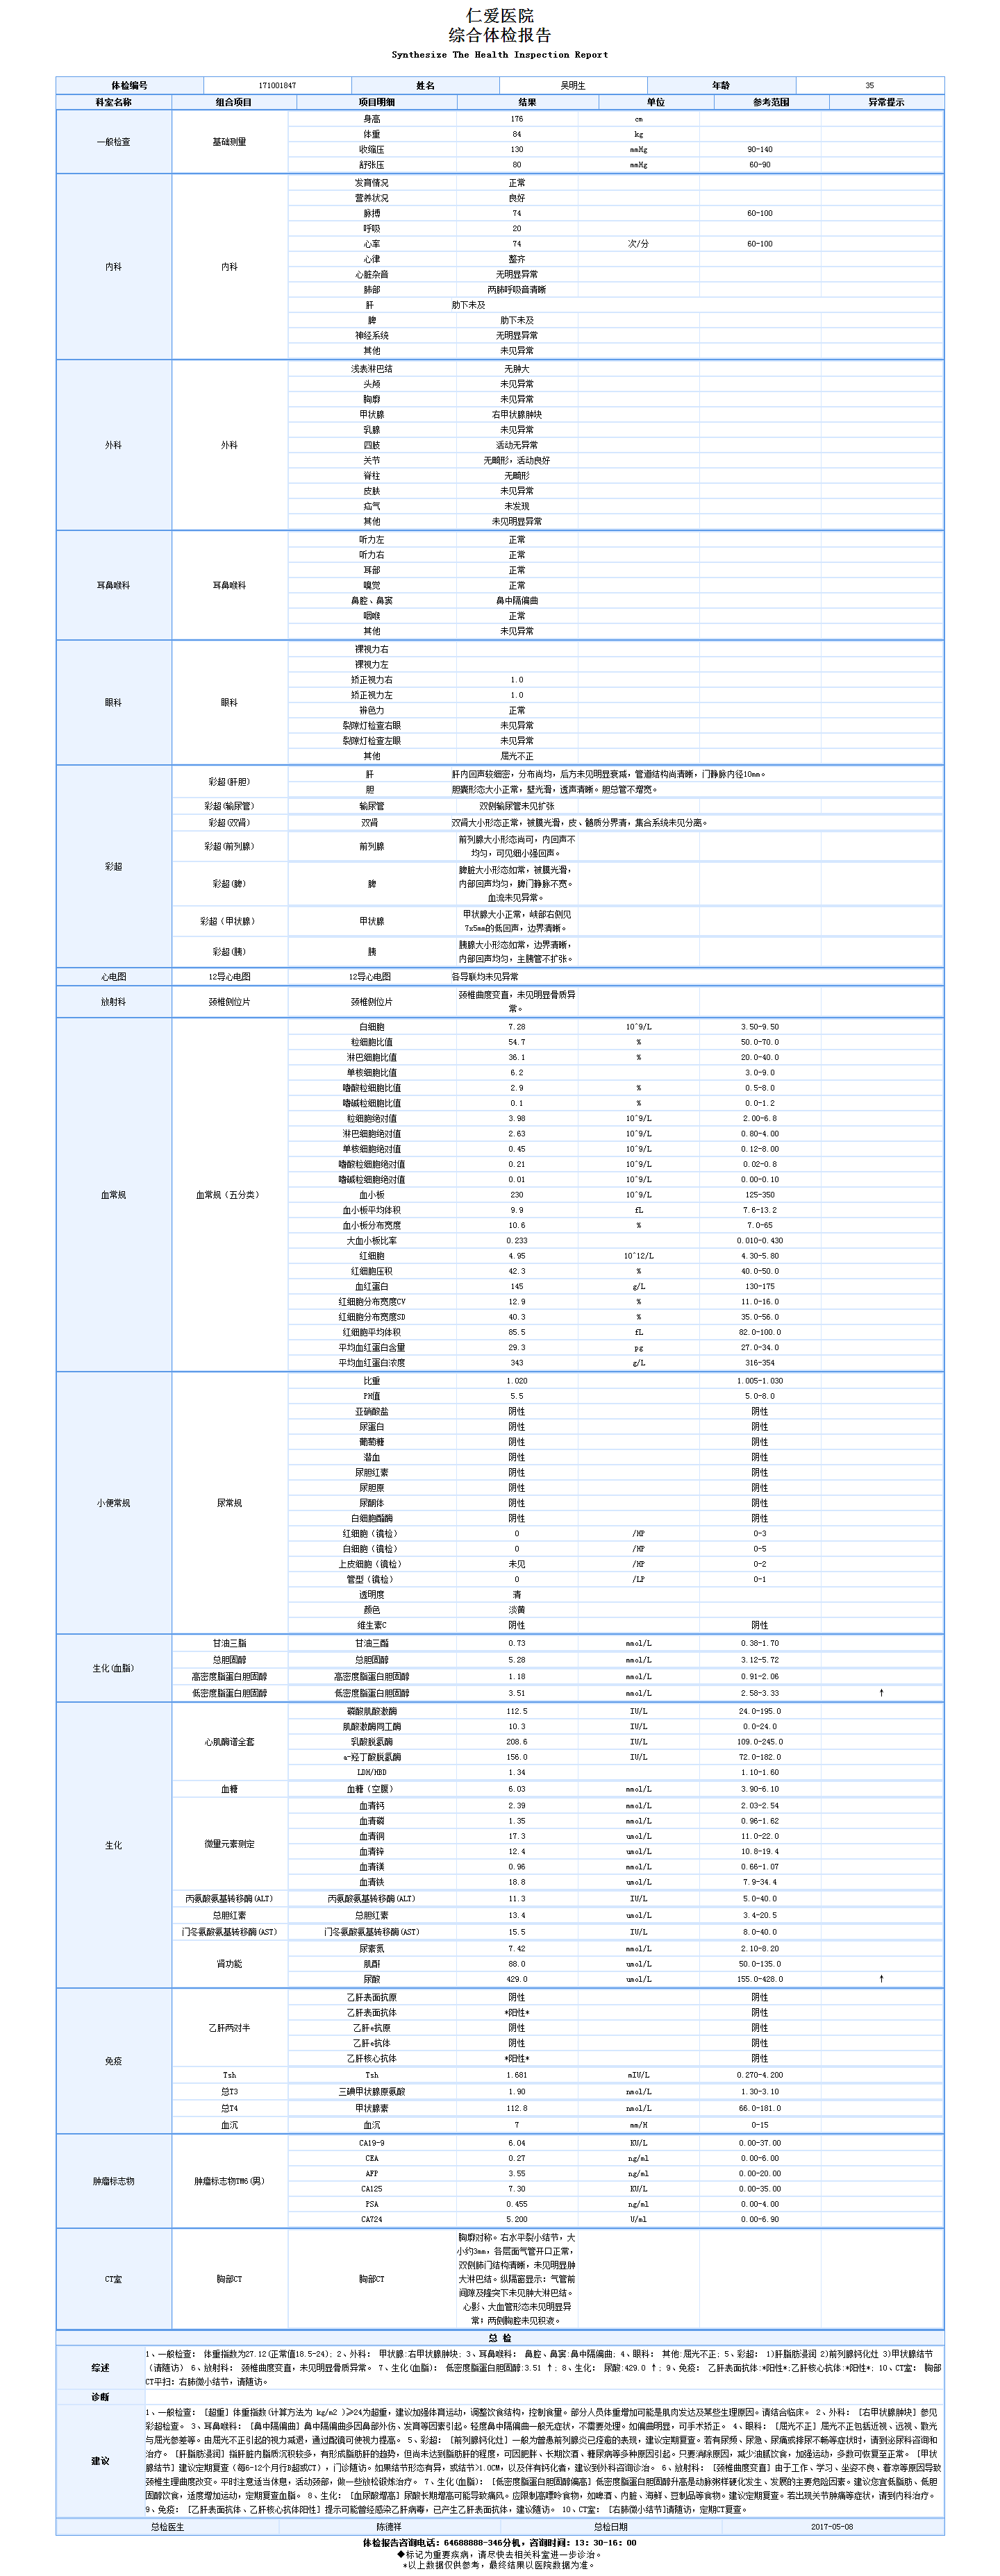 仁爱医院
综合体检报告
Synthesize The Health Inspection Report
体检编号 171001847 姓名 吴明生 年龄 35
科室名称 组合项目 项目明细 结果 单位 参考范围 异常提示
一般检查 基础测量 身高 176 cm
体重 84 kg
收缩压 130 mmHg 90-140
舒张压 80 mmHg 60-90
内科 内科 发育情况 正常
营养状况 良好
脉搏 74 60-100
呼吸 20
心率 74 次/分 60-100
心律 整齐
心脏杂音 无明显异常
肺部 两肺呼吸音清晰
肝 肋下未及
脾 肋下未及
神经系统 无明显异常
其他 未见异常
外科 外科 浅表淋巴结 无肿大
头颅 未见异常
胸廓 未见异常
甲状腺 右甲状腺肿块
乳腺 未见异常
四肢 活动无异常
关节 无畸形，活动良好
脊柱 无畸形
皮肤 未见异常
疝气 未发现
其他 未见明显异常
耳鼻喉科 耳鼻喉科 听力左 正常
听力右 正常
耳部 正常
嗅觉 正常
鼻腔、鼻窦 鼻中隔偏曲
咽喉 正常
其他 未见异常
眼科 眼科 裸视力右
裸视力左
矫正视力右 1.0
矫正视力左 1.0
辨色力 正常
裂隙灯检查右眼 未见异常
裂隙灯检查左眼 未见异常
其他 屈光不正
彩超 彩超(肝胆) 肝 肝内回声较细密，分布尚均，后方未见明显衰减，管道结构尚清晰，门静脉内径10mm。
胆 胆囊形态大小正常，壁光滑，透声清晰。胆总管不增宽。
彩超(输尿管) 输尿管 双侧输尿管未见扩张
彩超(双肾) 双肾 双肾大小形态正常，被膜光滑，皮、髓质分界清，集合系统未见分离。
彩超(前列腺) 前列腺 前列腺大小形态尚可，内回声不
均匀，可见细小强回声。
彩超(脾) 脾 脾脏大小形态如常，被膜光滑，
内部回声均匀，脾门静脉不宽。
血流未见异常。
彩超（甲状腺） 甲状腺 甲状腺大小正常，峡部右侧见
7x5mm的低回声，边界清晰。
彩超(胰) 胰 胰腺大小形态如常，边界清晰，
内部回声均匀，主胰管不扩张。
心电图 12导心电图 12导心电图 各导联均未见异常
放射科 颈椎侧位片 颈椎侧位片 颈椎曲度变直，未见明显骨质异
常。
血常规 血常规（五分类） 白细胞 7.28 10^9/L 3.50-9.50
粒细胞比值 54.7 % 50.0-70.0
淋巴细胞比值 36.1 % 20.0-40.0
单核细胞比值 6.2 3.0-9.0
嗜酸粒细胞比值 2.9 % 0.5-8.0
嗜碱粒细胞比值 0.1 % 0.0-1.2
粒细胞绝对值 3.98 10^9/L 2.00-6.8
淋巴细胞绝对值 2.63 10^9/L 0.80-4.00
单核细胞绝对值 0.45 10^9/L 0.12-8.00
嗜酸粒细胞绝对值 0.21 10^9/L 0.02-0.8
嗜碱粒细胞绝对值 0.01 10^9/L 0.00-0.10
血小板 230 10^9/L 125-350
血小板平均体积 9.9 fL 7.6-13.2
血小板分布宽度 10.6 % 7.0-65
大血小板比率 0.233 0.010-0.430
红细胞 4.95 10^12/L 4.30-5.80
红细胞压积 42.3 % 40.0-50.0
血红蛋白 145 g/L 130-175
红细胞分布宽度CV 12.9 % 11.0-16.0
红细胞分布宽度SD 40.3 % 35.0-56.0
红细胞平均体积 85.5 fL 82.0-100.0
平均血红蛋白含量 29.3 pg 27.0-34.0
平均血红蛋白浓度 343 g/L 316-354
小便常规 尿常规 比重 1.020 1.005-1.030
PH值 5.5 5.0-8.0
亚硝酸盐 阴性 阴性
尿蛋白 阴性 阴性
葡萄糖 阴性 阴性
潜血 阴性 阴性
尿胆红素 阴性 阴性
尿胆原 阴性 阴性
尿酮体 阴性 阴性
白细胞酯酶 阴性 阴性
红细胞（镜检） 0 /HP 0-3
白细胞（镜检） 0 /HP 0-5
上皮细胞（镜检） 未见 /HP 0-2
管型（镜检） 0 /LP 0-1
透明度 清
颜色 淡黄
维生素C 阴性 阴性
生化(血脂) 甘油三脂 甘油三酯 0.73 mmol/L 0.38-1.70
总胆固醇 总胆固醇 5.28 mmol/L 3.12-5.72
高密度脂蛋白胆固醇 高密度脂蛋白胆固醇 1.18 mmol/L 0.91-2.06
低密度脂蛋白胆固醇 低密度脂蛋白胆固醇 3.51 mmol/L 2.58-3.33 ↑
生化 心肌酶谱全套 磷酸肌酸激酶 112.5 IU/L 24.0-195.0
肌酸激酶同工酶 10.3 IU/L 0.0-24.0
乳酸脱氢酶 208.6 IU/L 109.0-245.0
α-羟丁酸脱氢酶 156.0 IU/L 72.0-182.0
LDH/HBD 1.34 1.10-1.60
血糖 血糖（空腹） 6.03 mmol/L 3.90-6.10
微量元素测定 血清钙 2.39 mmol/L 2.03-2.54
血清磷 1.35 mmol/L 0.96-1.62
血清铜 17.3 umol/L 11.0-22.0
血清锌 12.4 umol/L 10.8-19.4
血清镁 0.96 mmol/L 0.66-1.07
血清铁 18.8 umol/L 7.9-34.4
丙氨酸氨基转移酶(ALT) 丙氨酸氨基转移酶(ALT) 11.3 IU/L 5.0-40.0
总胆红素 总胆红素 13.4 umol/L 3.4-20.5
门冬氨酸氨基转移酶(AST) 门冬氨酸氨基转移酶(AST) 15.5 IU/L 8.0-40.0
肾功能 尿素氮 7.42 mmol/L 2.10-8.20
肌酐 88.0 umol/L 50.0-135.0
尿酸 429.0 umol/L 155.0-428.0 ↑
免疫 乙肝两对半 乙肝表面抗原 阴性 阴性
乙肝表面抗体 *阳性* 阴性
乙肝e抗原 阴性 阴性
乙肝e抗体 阴性 阴性
乙肝核心抗体 *阳性* 阴性
Tsh Tsh 1.681 mIU/L 0.270-4.200
总T3 三碘甲状腺原氨酸 1.90 nmol/L 1.30-3.10
总T4 甲状腺素 112.8 nmol/L 66.0-181.0
血沉 血沉 7 mm/H 0-15
肿瘤标志物 肿瘤标志物TM6(男) CA19-9 6.04 KU/L 0.00-37.00
CEA 0.27 ng/ml 0.00-6.00
AFP 3.55 ng/ml 0.00-20.00
CA125 7.30 KU/L 0.00-35.00
PSA 0.455 ng/ml 0.00-4.00
CA724 5.200 U/ml 0.00-6.90
CT室 胸部CT 胸部CT 胸廓对称。右水平裂小结节，大
小约3mm，各层面气管开口正常，
双侧肺门结构清晰，未见明显肿
大淋巴结。纵隔窗显示：气管前
间隙及隆突下未见肿大淋巴结。
心影、大血管形态未见明显异
常；两侧胸腔未见积液。
总 检
综述 1、一般检查： 体重指数为27.12(正常值18.5-24)； 2、外科： 甲状腺:右甲状腺肿块； 3、耳鼻喉科： 鼻腔、鼻窦:鼻中隔偏曲； 4、眼科： 其他:屈光不正； 5、彩超： 1)肝脂肪浸润 2)前列腺钙化灶 3)甲状腺结节
（请随访） 6、放射科： 颈椎曲度变直，未见明显骨质异常。 7、生化(血脂)： 低密度脂蛋白胆固醇:3.51 ↑； 8、生化： 尿酸:429.0 ↑； 9、免疫： 乙肝表面抗体:*阳性*;乙肝核心抗体:*阳性*； 10、CT室： 胸部
CT平扫：右肺微小结节，请随访。
诊断
建议 1、一般检查：［超重］体重指数(计算方法为 kg/m2 )≥24为超重，建议加强体育运动，调整饮食结构，控制食量。部分人员体重增加可能是肌肉发达及某些生理原因。请结合临床。 2、外科：［右甲状腺肿块］参见
彩超检查。 3、耳鼻喉科：［鼻中隔偏曲］鼻中隔偏曲多因鼻部外伤、发育等因素引起。轻度鼻中隔偏曲一般无症状，不需要处理。如偏曲明显，可手术矫正。 4、眼科：［屈光不正］屈光不正包括近视、远视、散光
与屈光参差等。由屈光不正引起的视力减退，通过配镜可使视力提高。 5、彩超：［前列腺钙化灶］一般为曾患前列腺炎已痊愈的表现，建议定期复查。若有尿频、尿急、尿痛或排尿不畅等症状时，请到泌尿科咨询和
治疗。［肝脂肪浸润］指肝脏内脂质沉积较多，有形成脂肪肝的趋势，但尚未达到脂肪肝的程度，可因肥胖、长期饮酒、糖尿病等多种原因引起。只要消除原因，减少油腻饮食，加强运动，多数可恢复至正常。［甲状
腺结节］建议定期复查（每6-12个月行B超或CT），门诊随访。如果结节形态有异，或结节>1.0CM，以及伴有钙化者，建议到外科咨询诊治。 6、放射科：［颈椎曲度变直］由于工作、学习、坐姿不良、着凉等原因导致
颈椎生理曲度改变。平时注意适当休息，活动颈部，做一些放松锻炼治疗。 7、生化(血脂)：［低密度脂蛋白胆固醇偏高］低密度脂蛋白胆固醇升高是动脉粥样硬化发生、发展的主要危险因素。建议您宜低脂肪、低胆
固醇饮食，适度增加运动，定期复查血脂。 8、生化：［血尿酸增高］尿酸长期增高可能导致痛风。应限制高嘌呤食物，如啤酒、内脏、海鲜、豆制品等食物。建议定期复查。若出现关节肿痛等症状，请到内科治疗。
9、免疫：［乙肝表面抗体、乙肝核心抗体阳性］提示可能曾经感染乙肝病毒，已产生乙肝表面抗体，建议随访。 10、CT室：［右肺微小结节]请随访，定期CT复查。
总检医生 陈德祥 总检日期 2017-05-08
体检报告咨询电话：64688888-346分机，咨询时间：13：30-16：00
◆标记为重要疾病，请尽快去相关科室进一步诊治。
*以上数据仅供参考，最终结果以医院数据为准。